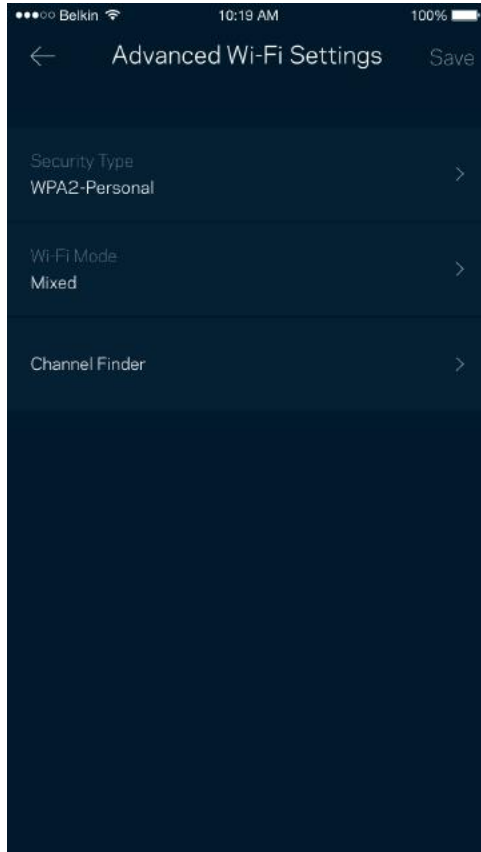 Belkin 10:19 AM 100%
Advanced Wi-Fi Settings Save
Security Type
WPA2-Personal
Wi-Fi Mode
Mixed
Channel Finder